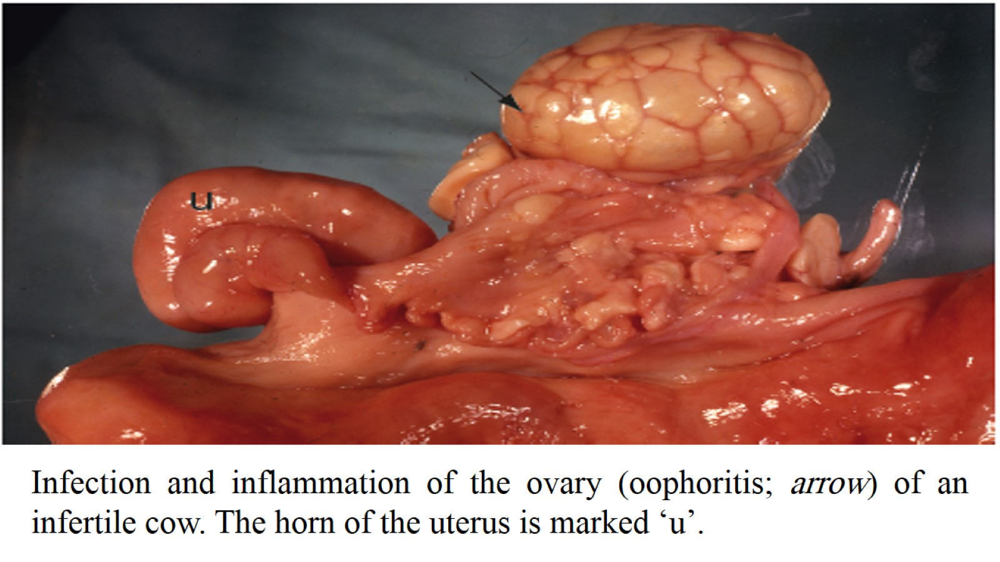 u
Infection and inflammation of the ovary (oophoritis; arrow) of an
infertile cow. The horn of the uterus is marked ‘u’.